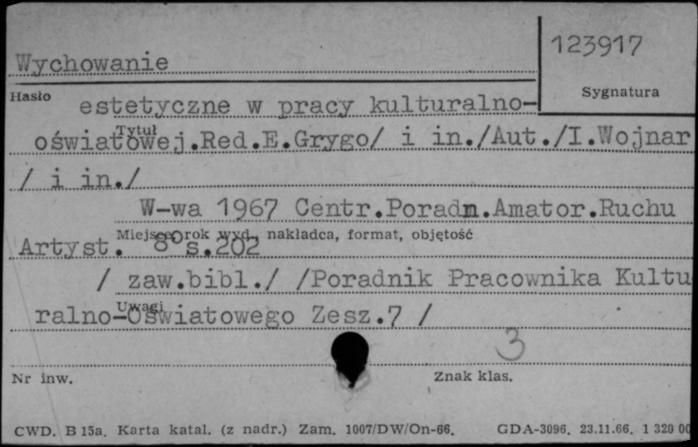 Wychowanie
123917
Hasło
Sygnatura
estetyczne w pracy kulturalno-
Tytuł
oświatowej.Red.E.Grygo/ i in./Aut./I.Wojnar
/ i in./
W-wa 1967 Centr.Poradn.Amator.Ruchu
Miejsce, rok wyd., nakładca, format, objętość
Artyst. 8° s.202
/ zaw.bibl./ /Poradnik Pracownika Kultu
Uwagi
ralno-Oświatowego Zesz.7 /
3
Nr inw.
Znak klas.
CWD. B 15a. Karta katal. (z nadr.) Zam. 1007/DW/On-66. GDA-3096. 23.11.66. 1 320 00